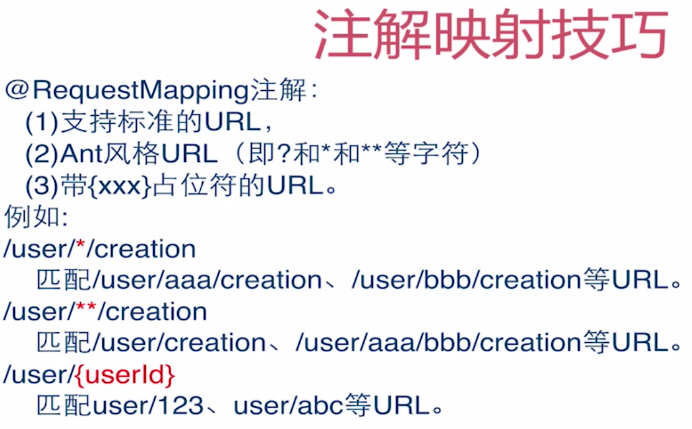 注解映射技巧
@RequestMapping注解：
(1)支持标准的URL，
(2)Ant风格URL（即?和*和**等字符）
(3)带{xxx}占位符的URL。
例如:
/user/*/creation
匹配/user/aaa/creation、/user/bbb/creation等URL。
/user/**/creation
匹配/user/creation、/user/aaa/bbb/creation等URL。
/user/{userId}
匹配user/123、user/abc等URL。